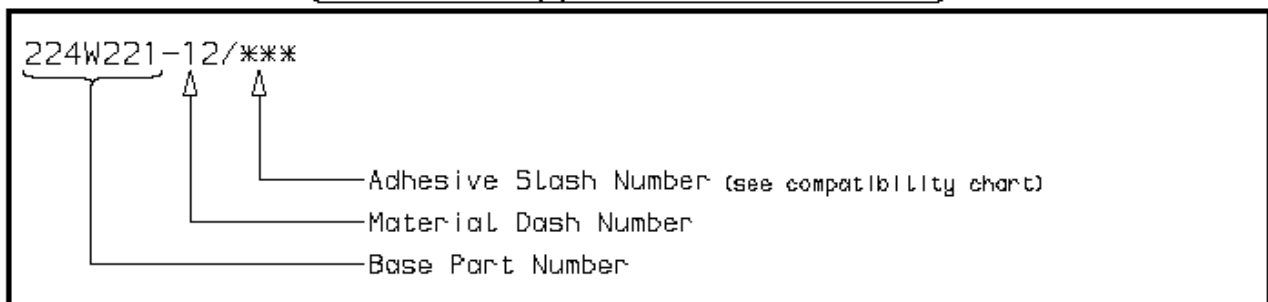 224W221-12/***
Adhesive Slash Number (see compatibility chart)
Material Dash Number
Base Part Number